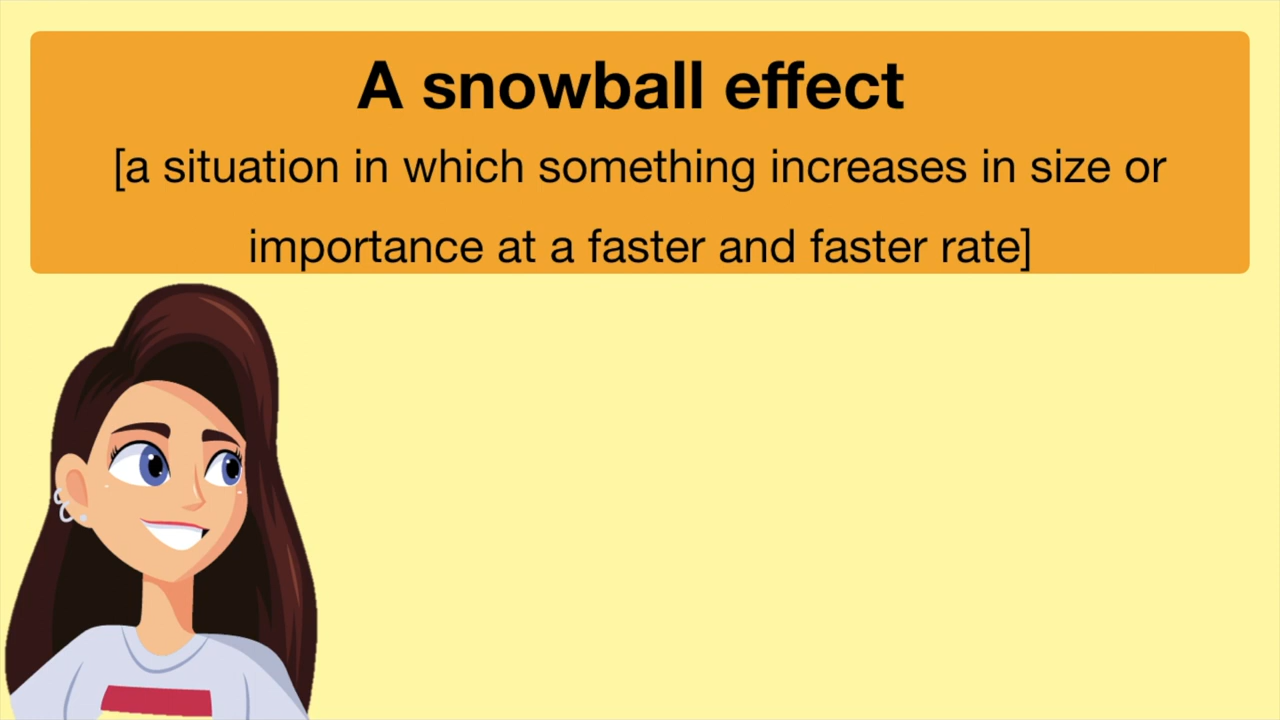 A snowball effect
[a situation in which something increases in size or
importance at a faster and faster rate]